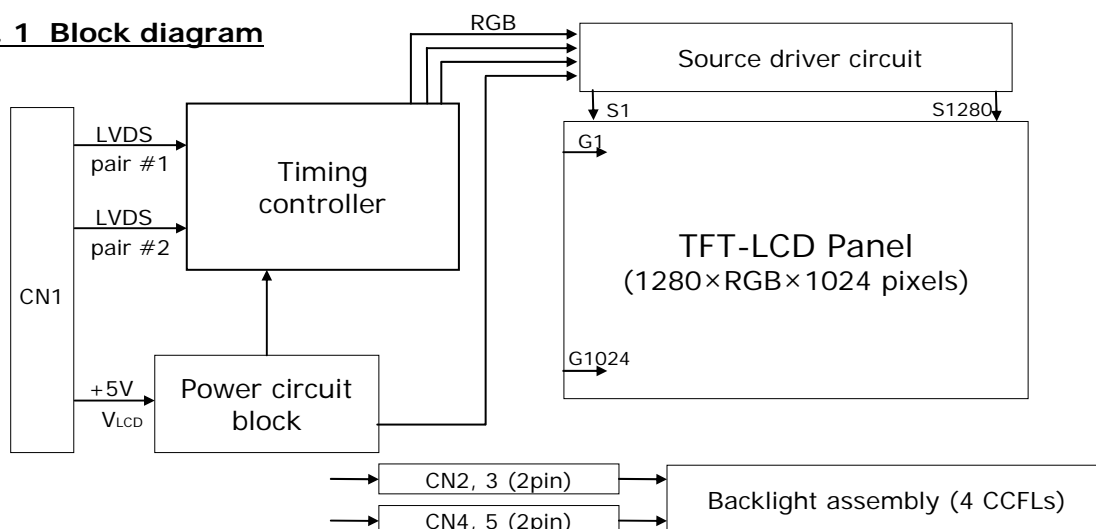 . 1 Block diagram
RGB
Source driver circuit
S1
S1280
LVDS
pair #1
LVDS
pair #2
Timing
controller
G1
TFT-LCD Panel
(1280×RGB×1024 pixels)
CN1
G1024
+5V
VLCD
Power circuit
block
CN2, 3 (2pin)
CN4, 5 (2pin)
Backlight assembly (4 CCFLs)